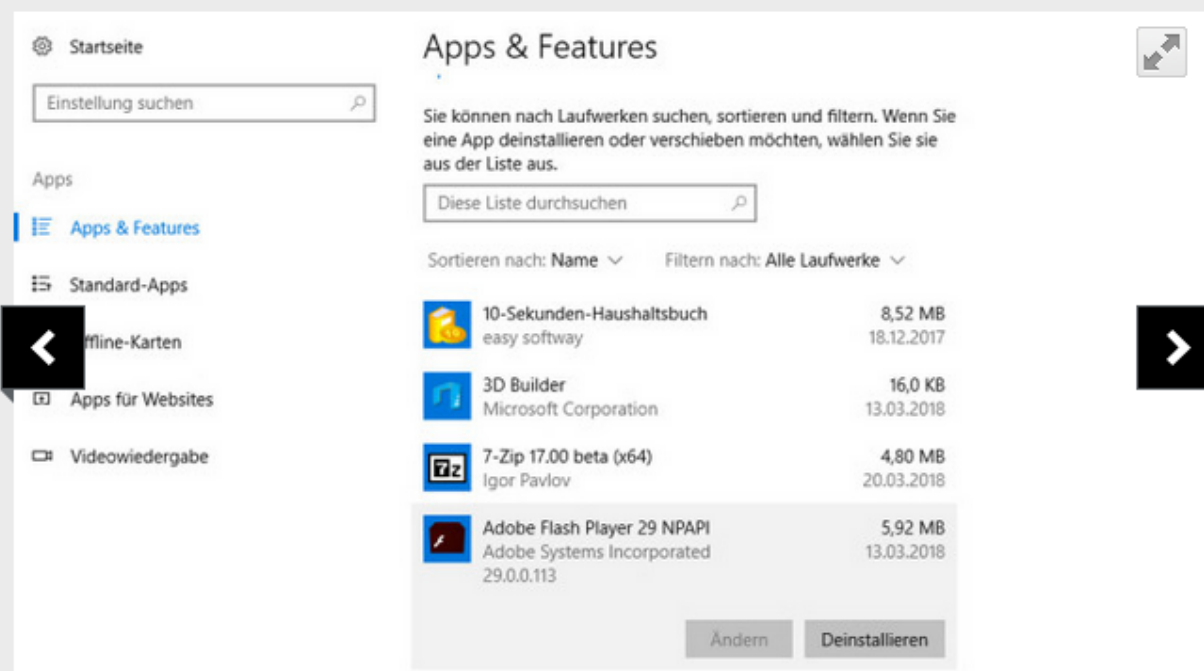 Startseite
Einstellung suchen
Apps
Apps & Features
Standard-Apps
ffline-Karten
Apps für Websites
Videowiedergabe
Apps & Features
Sie können nach Laufwerken suchen, sortieren und filtern. Wenn Sie
eine App deinstallieren oder verschieben möchten, wählen Sie sie
aus der Liste aus.
Diese Liste durchsuchen
Sortieren nach: Name Filtern nach: Alle Laufwerke
10-Sekunden-Haushaltsbuch 8,52 MB
easy softway 18.12.2017
3D Builder 16,0 KB
Microsoft Corporation 13.03.2018
7-Zip 17.00 beta (x64) 4,80 MB
Igor Pavlov 20.03.2018
7z
Adobe Flash Player 29 NPAPI 5,92 MB
Adobe Systems Incorporated 13.03.2018
29.0.0.113
Ändern Deinstallieren